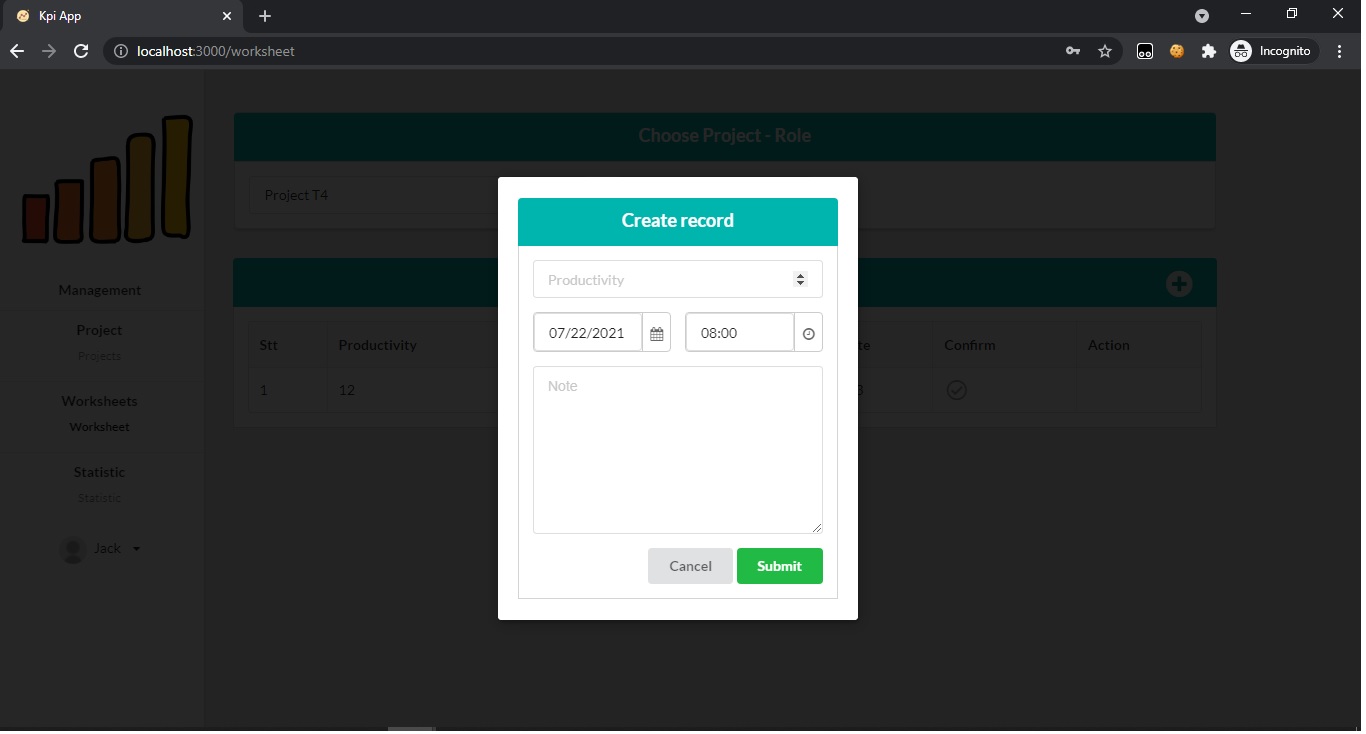 Kpi App
localhost:3000/worksheet
Incognito
Choose Project - Role
Project T4
Create record
Productivity
07/22/2021
08:00
Note
Cancel
Submit
Management
Project
Projects
Worksheets
Worksheet
Statistic
Statistic
Jack
Stt
Productivity
te
Confirm
Action
1
12
3